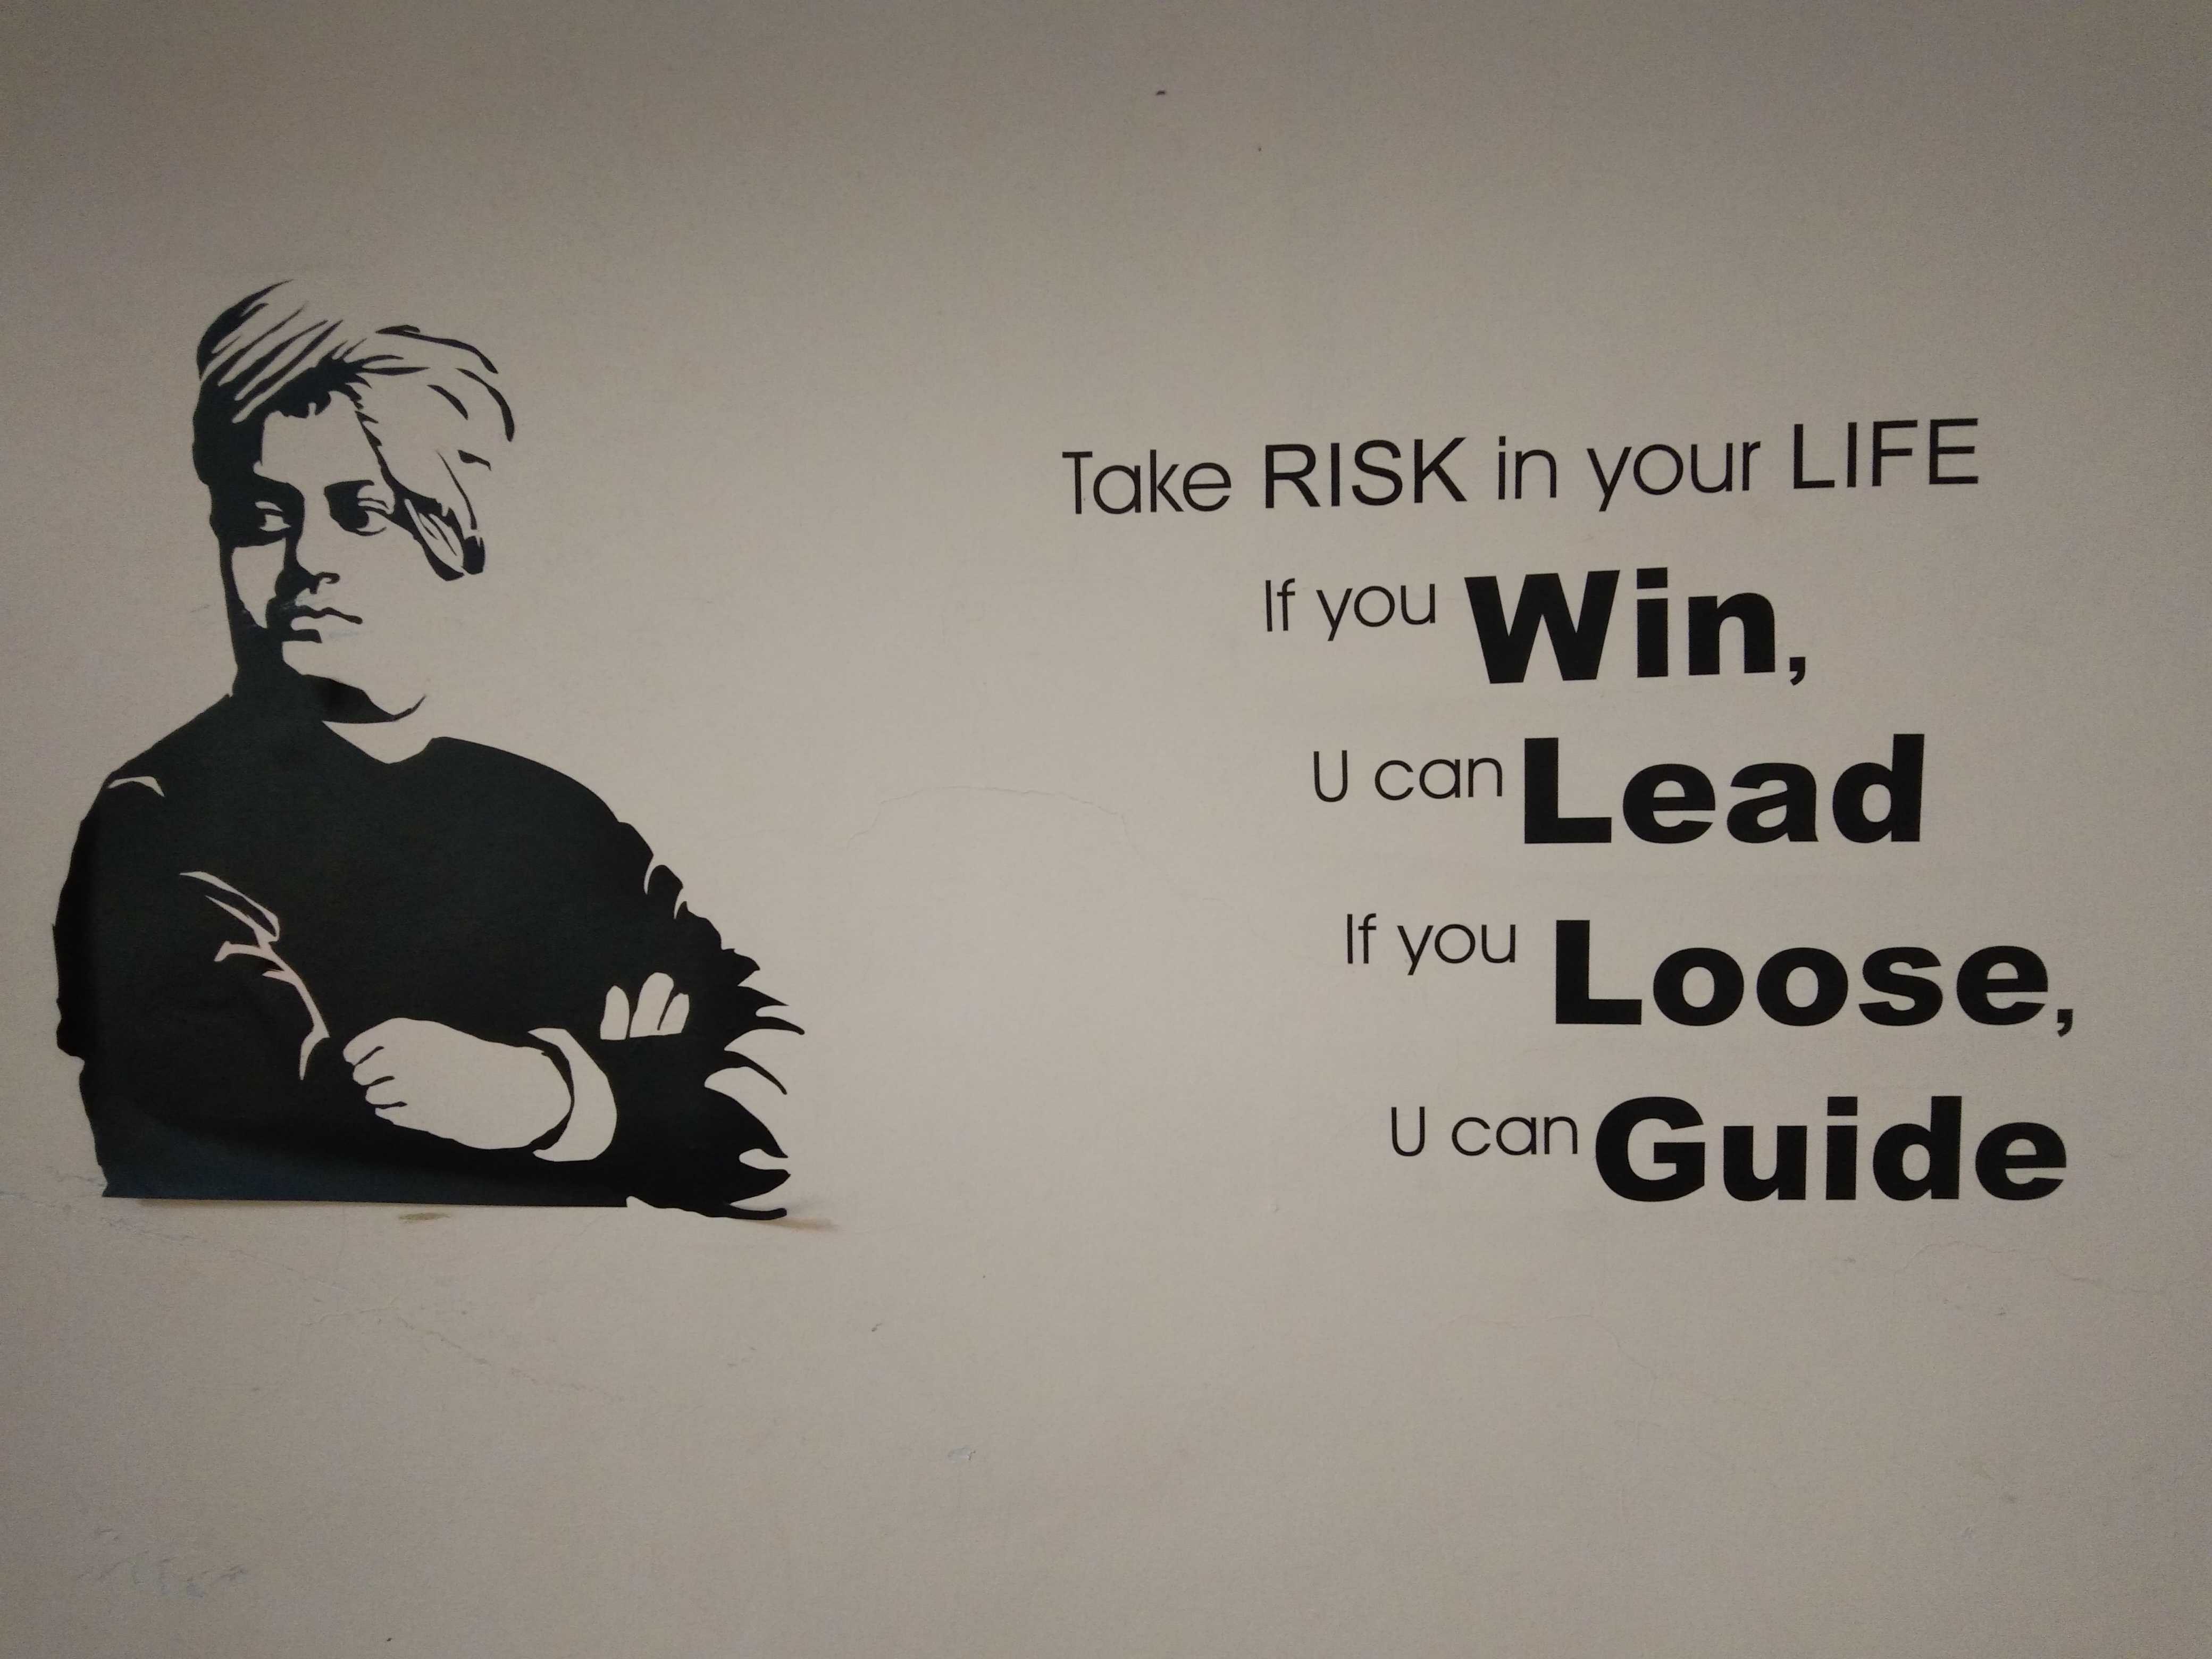 Take RISK in your LIFE
If you Win,
U can Lead
If you Loose,
U can Guide